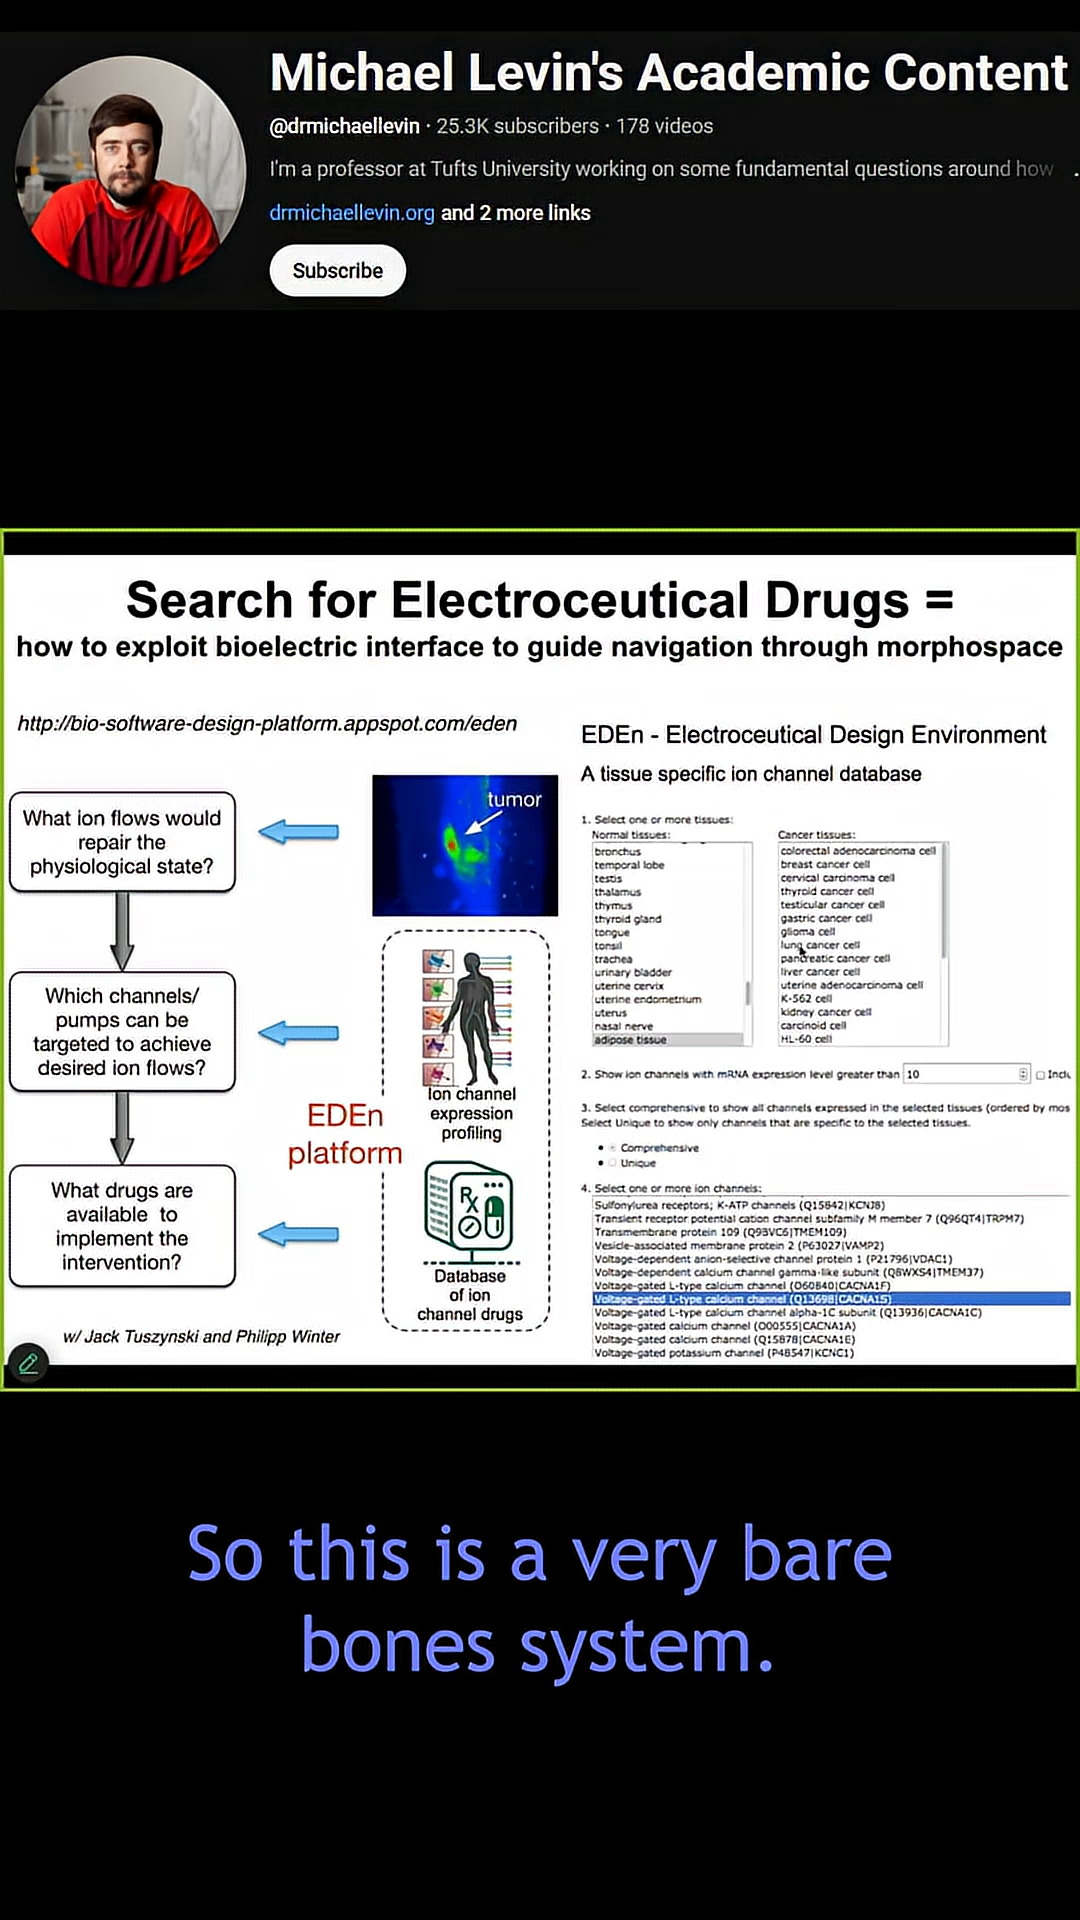 Michael Levin's Academic Content
@drmichaellevin · 25.3K subscribers · 178 videos
I'm a professor at Tufts University working on some fundamental questions around how
drmichaellevin.org and 2 more links
Subscribe
Search for Electroceutical Drugs =
how to exploit bioelectric interface to guide navigation through morphospace
http://bio-software-design-platform.appspot.com/eden
What ion flows would
repair the
physiological state?
Which channels/
pumps can be
targeted to achieve
desired ion flows?
What drugs are
available to
implement the
intervention?
w/ Jack Tuszynski and Philipp Winter
tumor
EDEn
platform
Ion channel
expression
profiling
Rx
Database
of ion
channel drugs
EDEn - Electroceutical Design Environment
A tissue specific ion channel database
1. Select one or more tissues:
Normal tissues:
bronchus
temporal lobe
testis
thalamus
thymus
thyroid gland
tongue
tonsil
trachea
urinary bladder
uterine cervix
uterine endometrium
uterus
nasal nerve
adipose tissue
Cancer tissues:
colorectal adenocarcinoma cell
breast cancer cell
cervical carcinoma cell
thyroid cancer cell
testicular cancer cell
gastric cancer cell
glioma cell
lung cancer cell
pancreatic cancer cell
liver cancer cell
uterine adenocarcinoma cell
K-562 cell
kidney cancer cell
carcinoid cell
HL-60 cell
2. Show ion channels with mRNA expression level greater than 10
3. Select comprehensive to show all channels expressed in the selected tissues (ordered by mos
Select Unique to show only channels that are specific to the selected tissues.
Comprehensive
Unique
4. Select one or more ion channels:
Sulfonylurea receptors; K-ATP channels (Q15842|KCNJ8)
Transient receptor potential cation channel subfamily M member 7 (Q96QT4|TRPM7)
Transmembrane protein 109 (Q9BVC6|TMEM109)
Vesicle-associated membrane protein 2 (P63027|VAMP2)
Voltage-dependent anion-selective channel protein 1 (P21796|VDAC1)
Voltage-dependent calcium channel gamma-like subunit (Q8WXS4|TMEM37)
Voltage-gated L-type calcium channel (O60840|CACNA1F)
Voltage-gated L-type calcium channel (Q13698|CACNA1S)
Voltage-gated L-type calcium channel alpha-1C subunit (Q13936|CACNA1C)
Voltage-gated calcium channel (O00555|CACNA1A)
Voltage-gated calcium channel (Q15878|CACNA1E)
Voltage-gated potassium channel (P48547|KCNC1)
So this is a very bare
bones system.